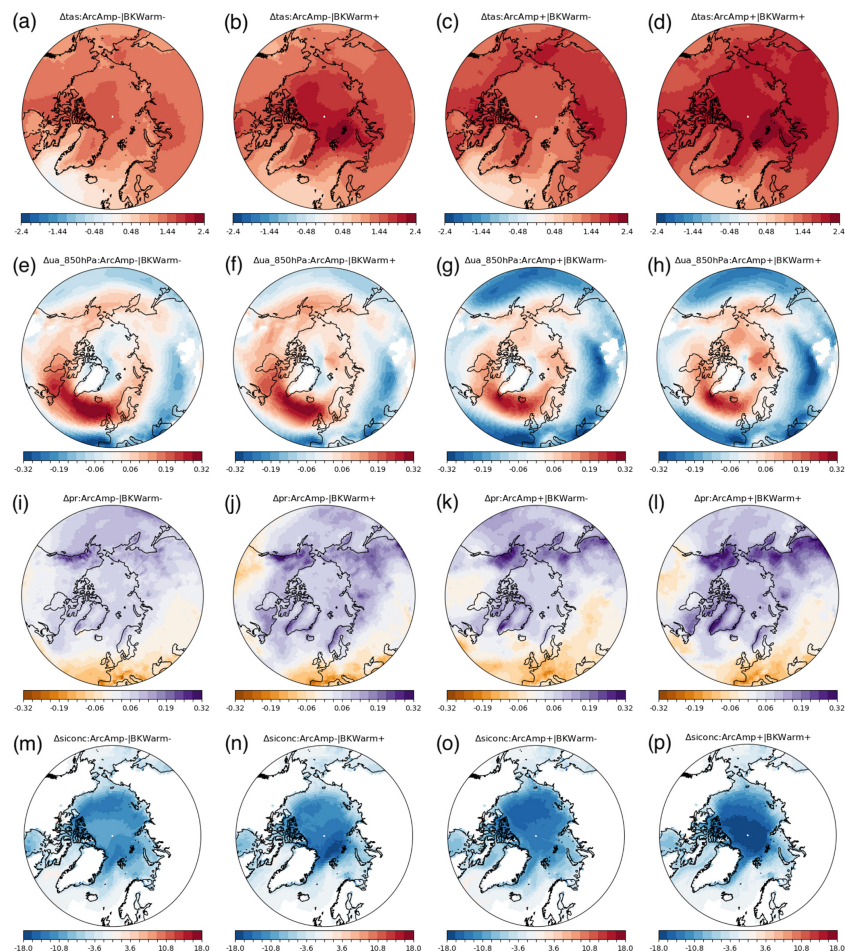 (a) Δtas:ArcAmp-|BKWarm-
(b) Δtas:ArcAmp-|BKWarm+
(c) Δtas:ArcAmp+|BKWarm-
(d) Δtas:ArcAmp+|BKWarm+
-2.4 -1.44 -0.48 0.48 1.44 2.4
-2.4 -1.44 -0.48 0.48 1.44 2.4
-2.4 -1.44 -0.48 0.48 1.44 2.4
-2.4 -1.44 -0.48 0.48 1.44 2.4
(e) Δua_850hPa:ArcAmp-|BKWarm-
(f) Δua_850hPa:ArcAmp-|BKWarm+
(g) Δua_850hPa:ArcAmp+|BKWarm-
(h) Δua_850hPa:ArcAmp+|BKWarm+
-0.32 -0.19 -0.06 0.06 0.19 0.32
-0.32 -0.19 -0.06 0.06 0.19 0.32
-0.32 -0.19 -0.06 0.06 0.19 0.32
-0.32 -0.19 -0.06 0.06 0.19 0.32
(i) Δpr:ArcAmp-|BKWarm-
(j) Δpr:ArcAmp-|BKWarm+
(k) Δpr:ArcAmp+|BKWarm-
(l) Δpr:ArcAmp+|BKWarm+
-0.32 -0.19 -0.06 0.06 0.19 0.32
-0.32 -0.19 -0.06 0.06 0.19 0.32
-0.32 -0.19 -0.06 0.06 0.19 0.32
-0.32 -0.19 -0.06 0.06 0.19 0.32
(m) Δsiconc:ArcAmp-|BKWarm-
(n) Δsiconc:ArcAmp-|BKWarm+
(o) Δsiconc:ArcAmp+|BKWarm-
(p) Δsiconc:ArcAmp+|BKWarm+
-18.0 -10.8 -3.6 3.6 10.8 18.0
-18.0 -10.8 -3.6 3.6 10.8 18.0
-18.0 -10.8 -3.6 3.6 10.8 18.0
-18.0 -10.8 -3.6 3.6 10.8 18.0